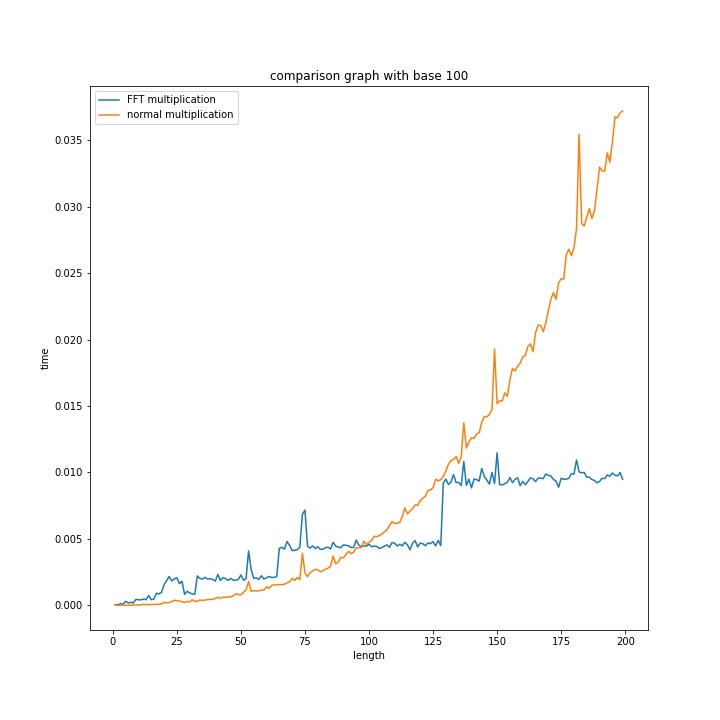 comparison graph with base 100
FFT multiplication
normal multiplication
time
0.035
0.030
0.025
0.020
0.015
0.010
0.005
0.000
0 25 50 75 100 125 150 175 200
length